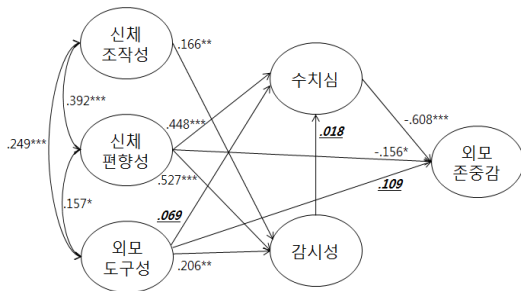 신체
조작성
.166**
수치심
.392***
.448***
.018
-.608***
.249***
신체
편향성
-.156*
외모
존중감
.527***
.109
.157*
.069
외모
도구성
.206**
감시성